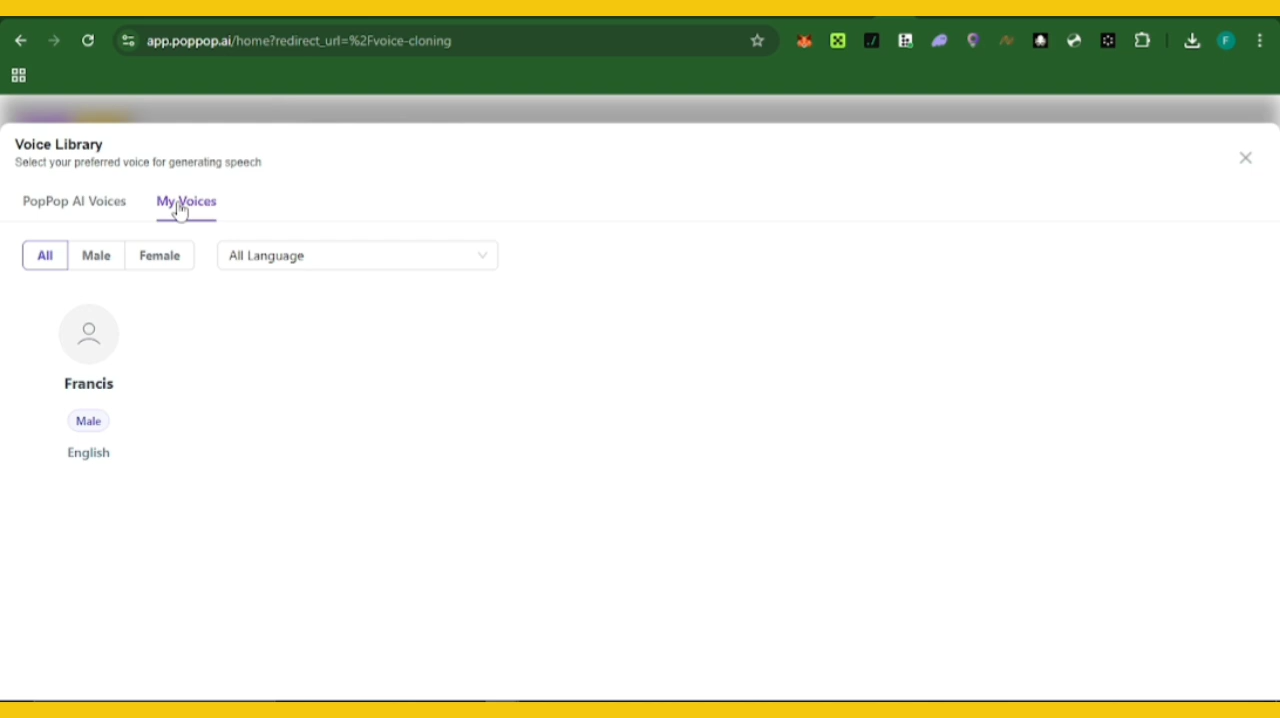 app.poppop.ai/home?redirect_url=%2Fvoice-cloning
F
Voice Library
Select your preferred voice for generating speech
PopPop AI Voices
My Voices
All
Male
Female
All Language
Francis
Male
English